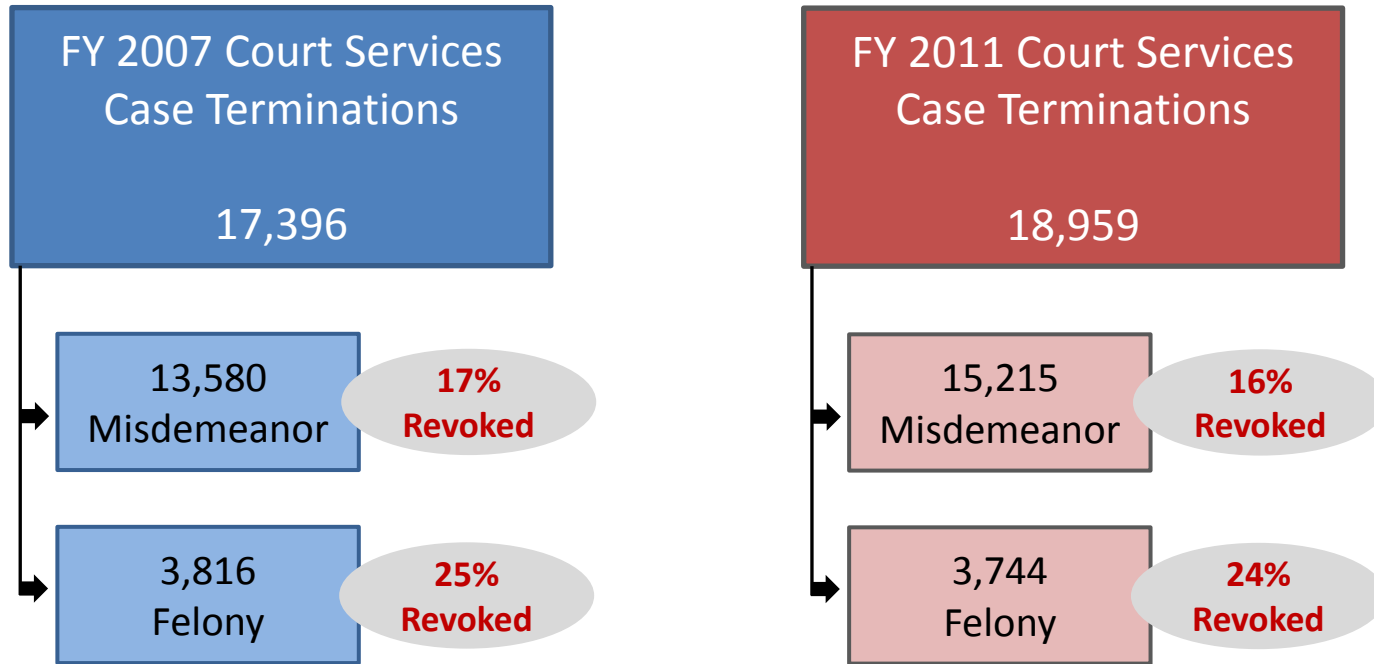 FY 2007 Court Services
Case Terminations
17,396
13,580
Misdemeanor
17%
Revoked
3,816
Felony
25%
Revoked
FY 2011 Court Services
Case Terminations
18,959
15,215
Misdemeanor
16%
Revoked
3,744
Felony
24%
Revoked